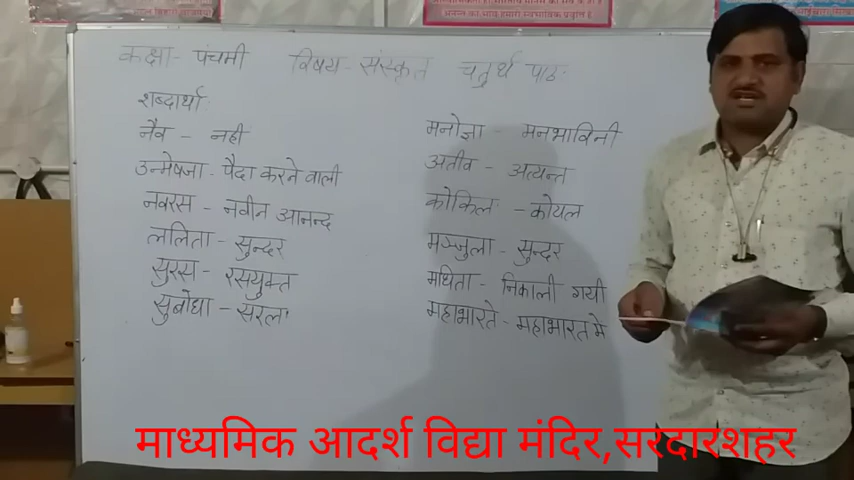 कक्षा - पंचमी विषय - संस्कृत चतुर्थ पाठः
शब्दार्थाः
नैव - नही
उन्मेषजा - पैदा करने वाली
नवरस - नवीन आनन्द
ललिता - सुन्दर
सुरस - रसयुक्त
सुबोधा - सरल
मनोज्ञा - मनभाविनी
अतीव - अत्यन्त
कोकिल - कोयल
मञ्जुला - सुन्दर
मथिता - निकाली गयी
महाभारते - महाभारत मे
माध्यमिक आदर्श विद्या मंदिर,सरदारशहर